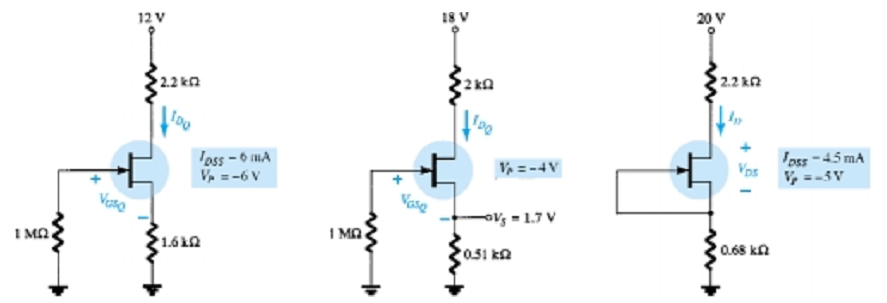 12 V
2.2 kΩ
I_DQ
I_DSS = 6 mA
V_P = -6 V
+
V_GSQ
−
1 MΩ
1.6 kΩ
18 V
2 kΩ
I_DQ
V_P = -4 V
+
V_GSQ
−
V_S = 1.7 V
1 MΩ
0.51 kΩ
20 V
2.2 kΩ
I_D
+
V_DS
−
I_DSS = 4.5 mA
V_P = -5 V
0.68 kΩ